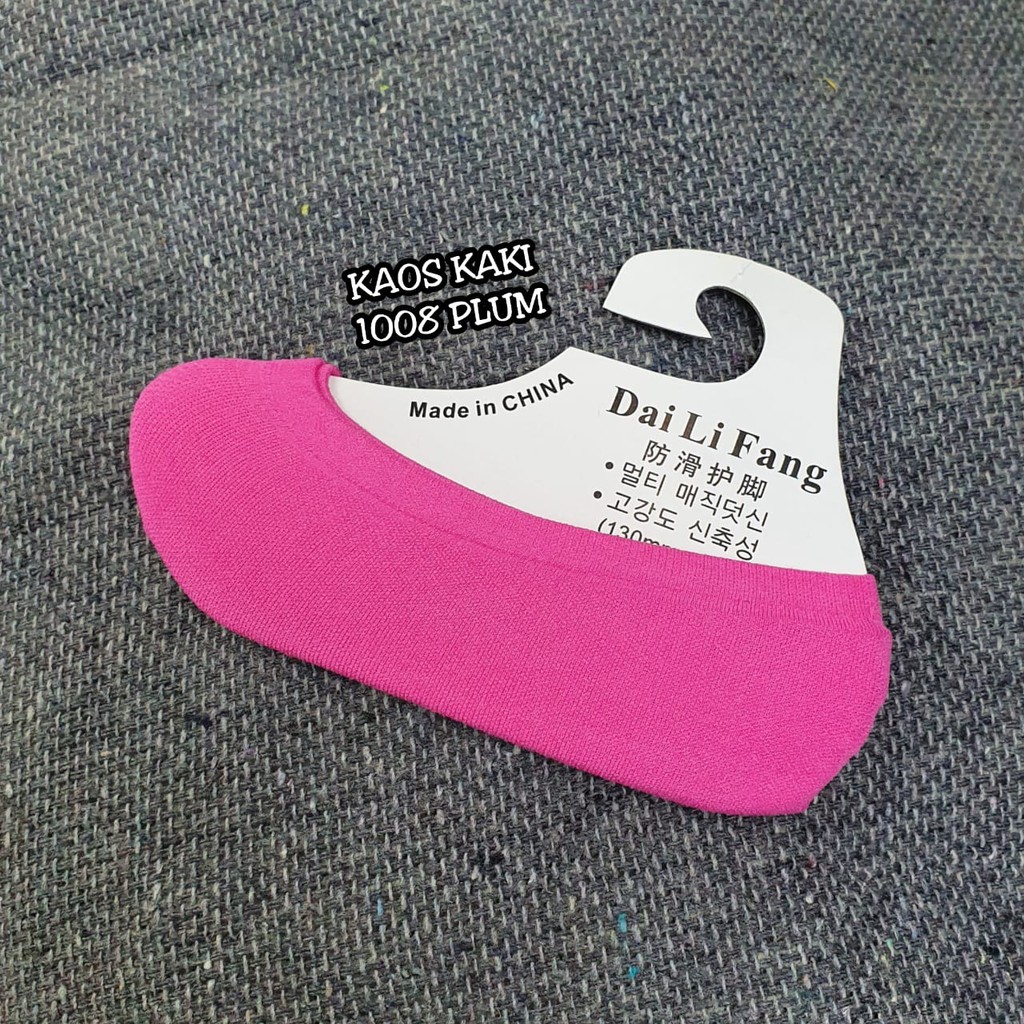 KAOS KAKI
1008 PLUM
Made in CHINA
Dai Li Fang
防滑护脚
• 멀티 매직덧신
• 고강도 신축성